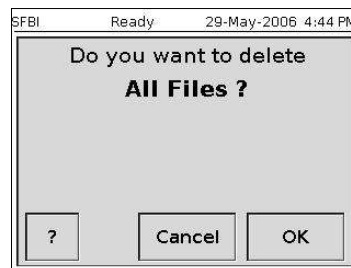 SFBI Ready 29-May-2006 4:44 PM
Do you want to delete
All Files ?
? Cancel OK